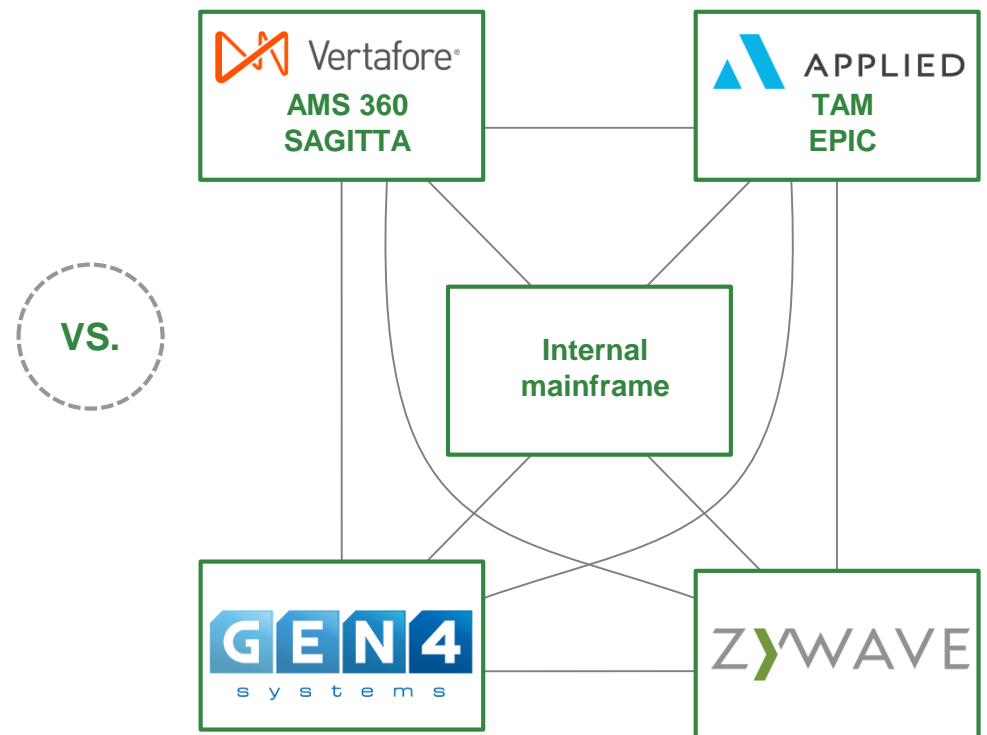 Vertafore®
AMS 360
SAGITTA
APPLIED
TAM
EPIC
VS.
Internal
mainframe
GEN4
systems
ZYWAVE